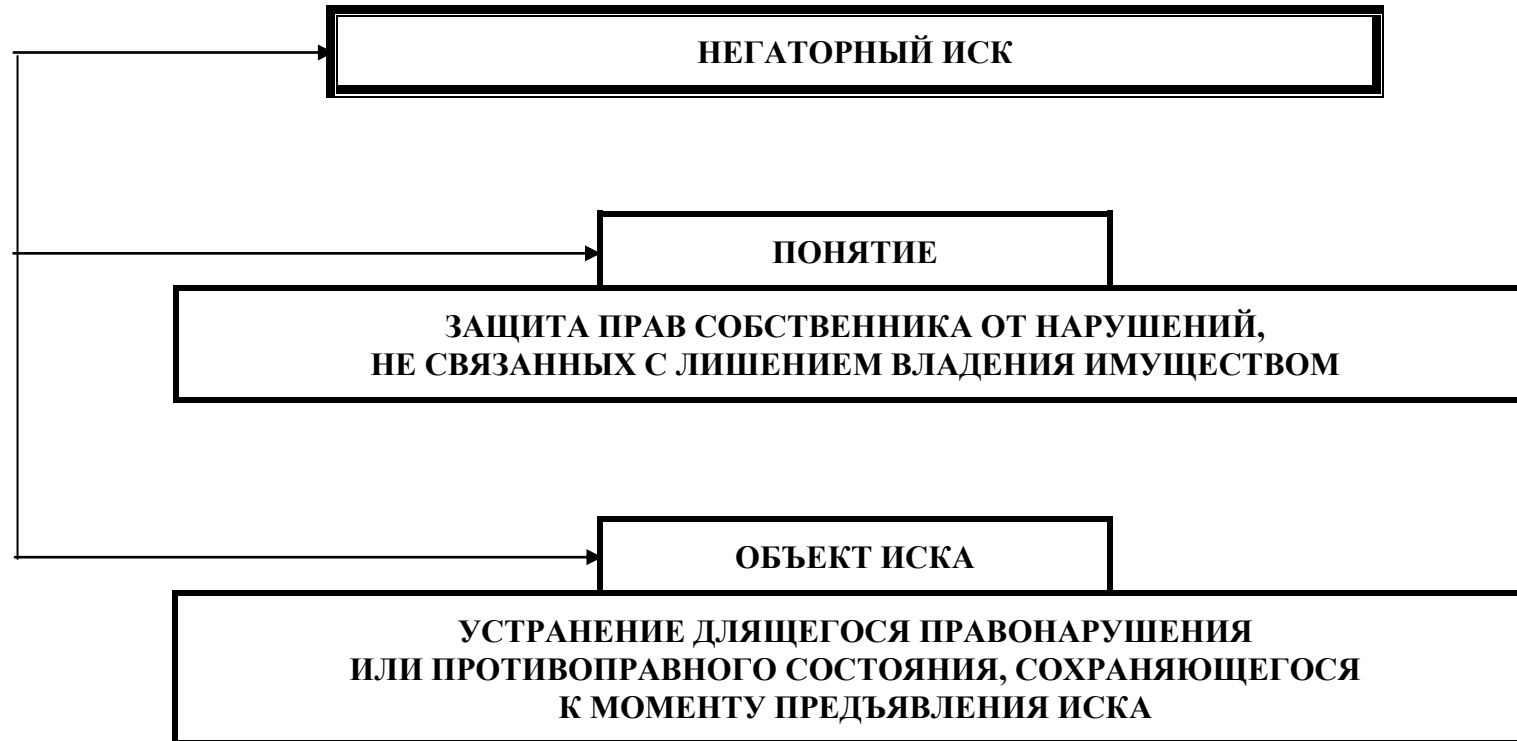 НЕГАТОРНЫЙ ИСК
ПОНЯТИЕ
ЗАЩИТА ПРАВ СОБСТВЕННИКА ОТ НАРУШЕНИЙ,
НЕ СВЯЗАННЫХ С ЛИШЕНИЕМ ВЛАДЕНИЯ ИМУЩЕСТВОМ
ОБЪЕКТ ИСКА
УСТРАНЕНИЕ ДЛЯЩЕГОСЯ ПРАВОНАРУШЕНИЯ
ИЛИ ПРОТИВОПРАВНОГО СОСТОЯНИЯ, СОХРАНЯЮЩЕГОСЯ
К МОМЕНТУ ПРЕДЪЯВЛЕНИЯ ИСКА